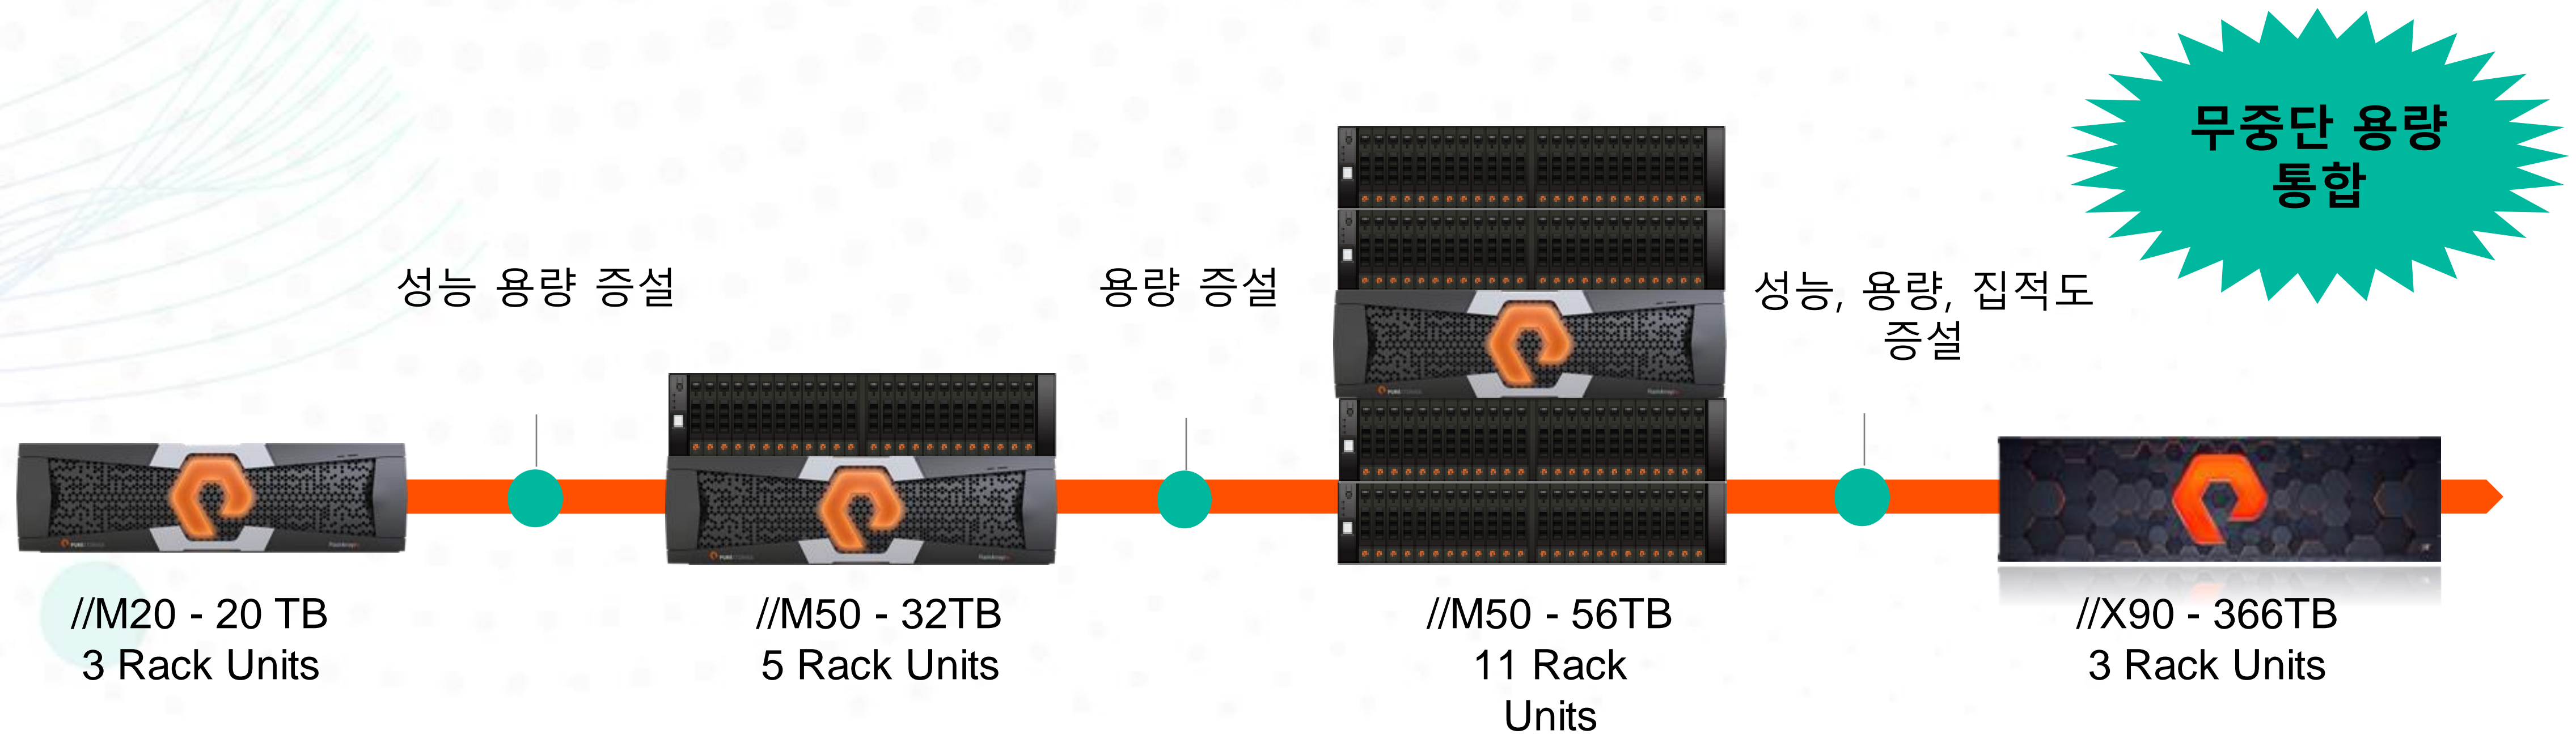 무중단 용량
통합
성능 용량 증설
용량 증설
성능, 용량, 집적도
증설
//M20 - 20 TB
3 Rack Units
//M50 - 32TB
5 Rack Units
//M50 - 56TB
11 Rack
Units
//X90 - 366TB
3 Rack Units